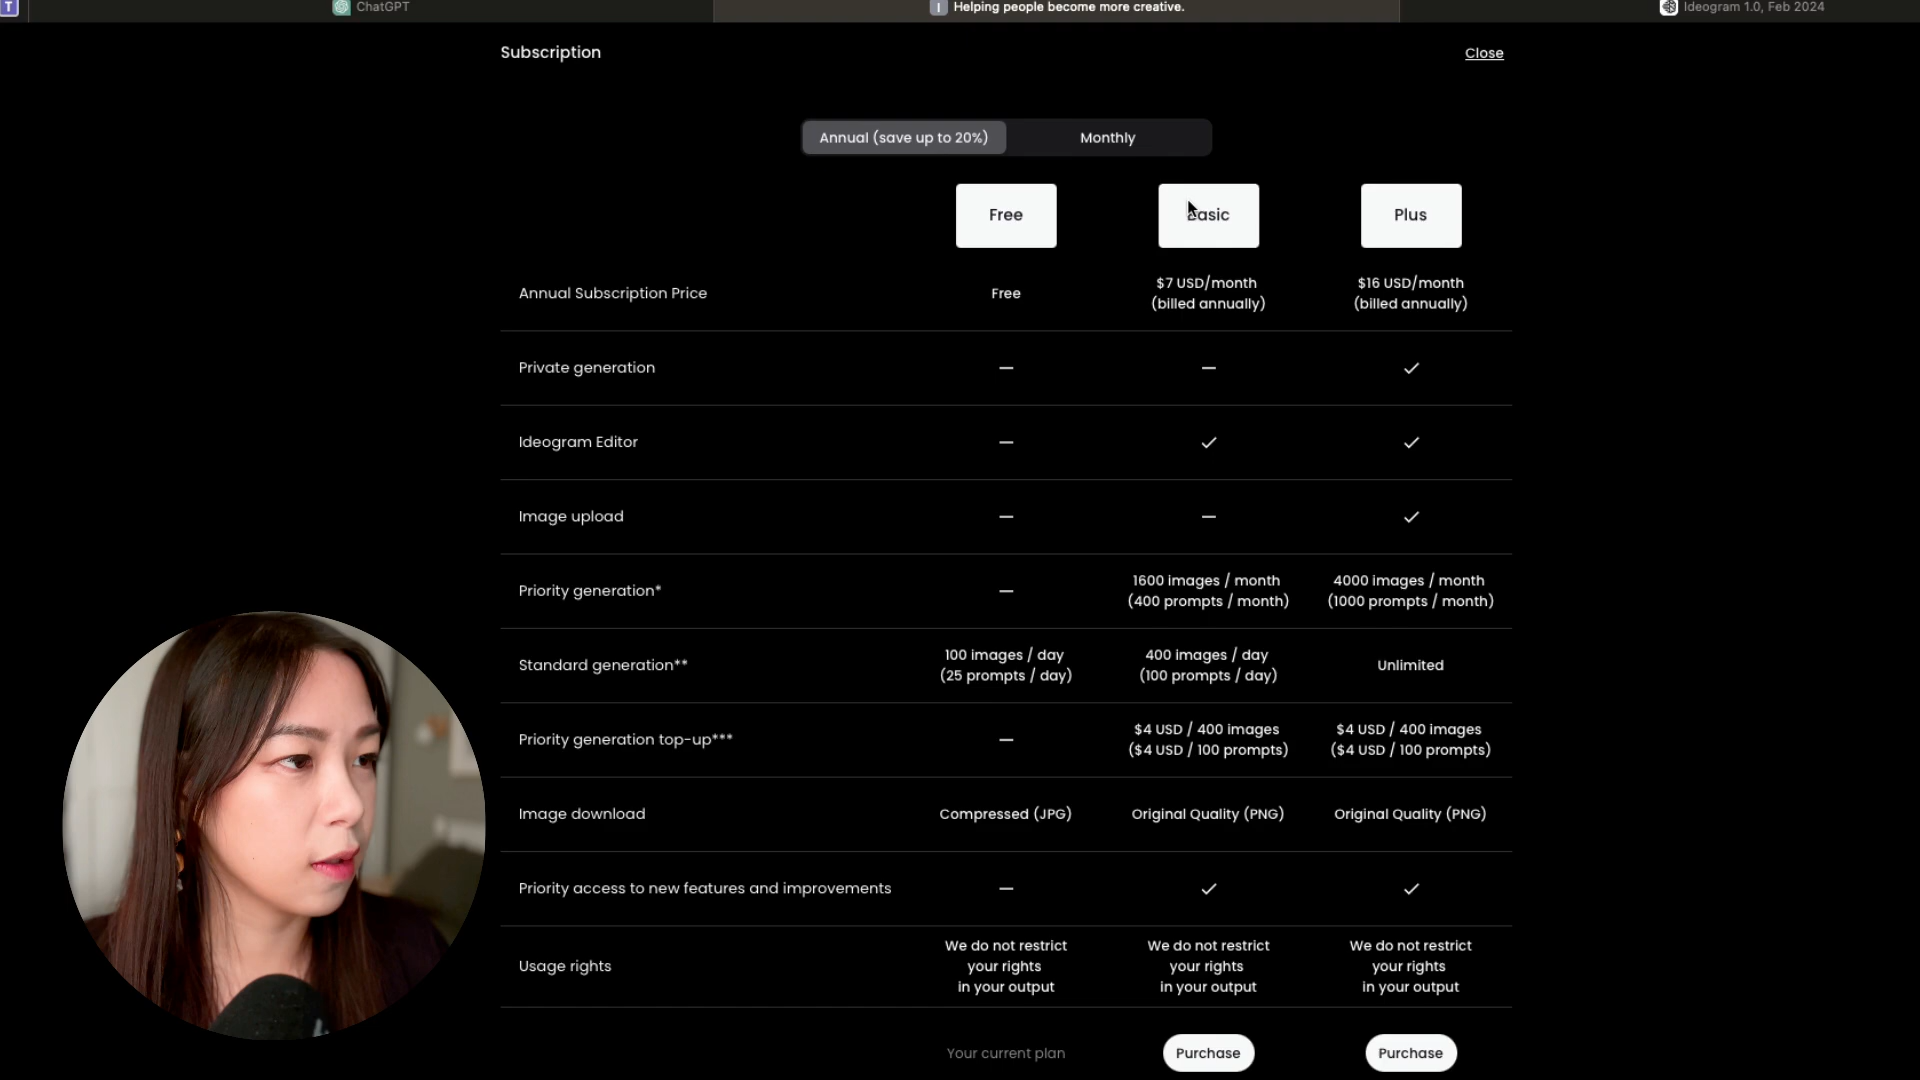 T
ChatGPT
I
Helping people become more creative.
Ideogram 1.0, Feb 2024
Subscription
Close
Annual (save up to 20%)
Monthly
Free
Basic
Plus
Annual Subscription Price
Free
$7 USD/month
(billed annually)
$16 USD/month
(billed annually)
Private generation
—
—
Ideogram Editor
—
Image upload
—
—
Priority generation*
—
1600 images / month
(400 prompts / month)
4000 images / month
(1000 prompts / month)
Standard generation**
100 images / day
(25 prompts / day)
400 images / day
(100 prompts / day)
Unlimited
Priority generation top-up***
—
$4 USD / 400 images
($4 USD / 100 prompts)
$4 USD / 400 images
($4 USD / 100 prompts)
Image download
Compressed (JPG)
Original Quality (PNG)
Original Quality (PNG)
Priority access to new features and improvements
—
Usage rights
We do not restrict
your rights
in your output
We do not restrict
your rights
in your output
We do not restrict
your rights
in your output
Your current plan
Purchase
Purchase